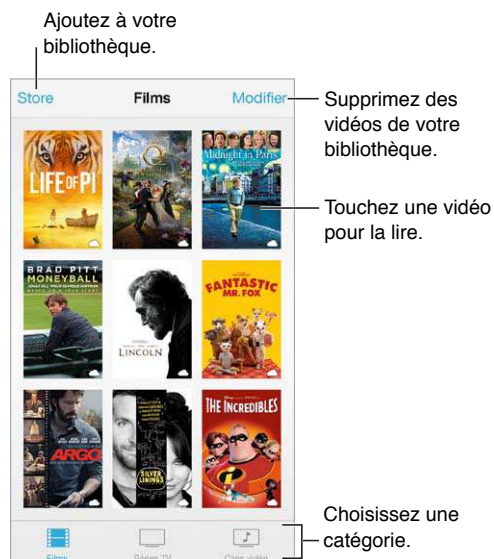 Ajoutez à votre
bibliothèque.
Store
Films
Modifier
Supprimez des
vidéos de votre
bibliothèque.
LIFE OF PI
Midnight in Paris
Touchez une vidéo
pour la lire.
BRAD PITT
MONEYBALL
LINCOLN
FANTASTIC
MR. FOX
ARGO
SILVER
LININGS
THE INCREDIBLES
Choisissez une
catégorie.
Films
Séries TV
Clips vidéo